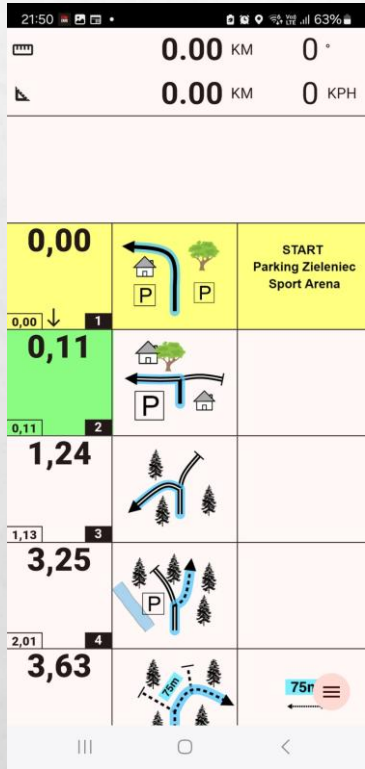 21:50 63%
0.00 KM 0 °
0.00 KM 0 KPH
0,00
P P
START
Parking Zieleniec
Sport Arena
0,00 1
0,11
P
0,11 2
1,24
1,13 3
3,25
P
2,01 4
3,63
75m